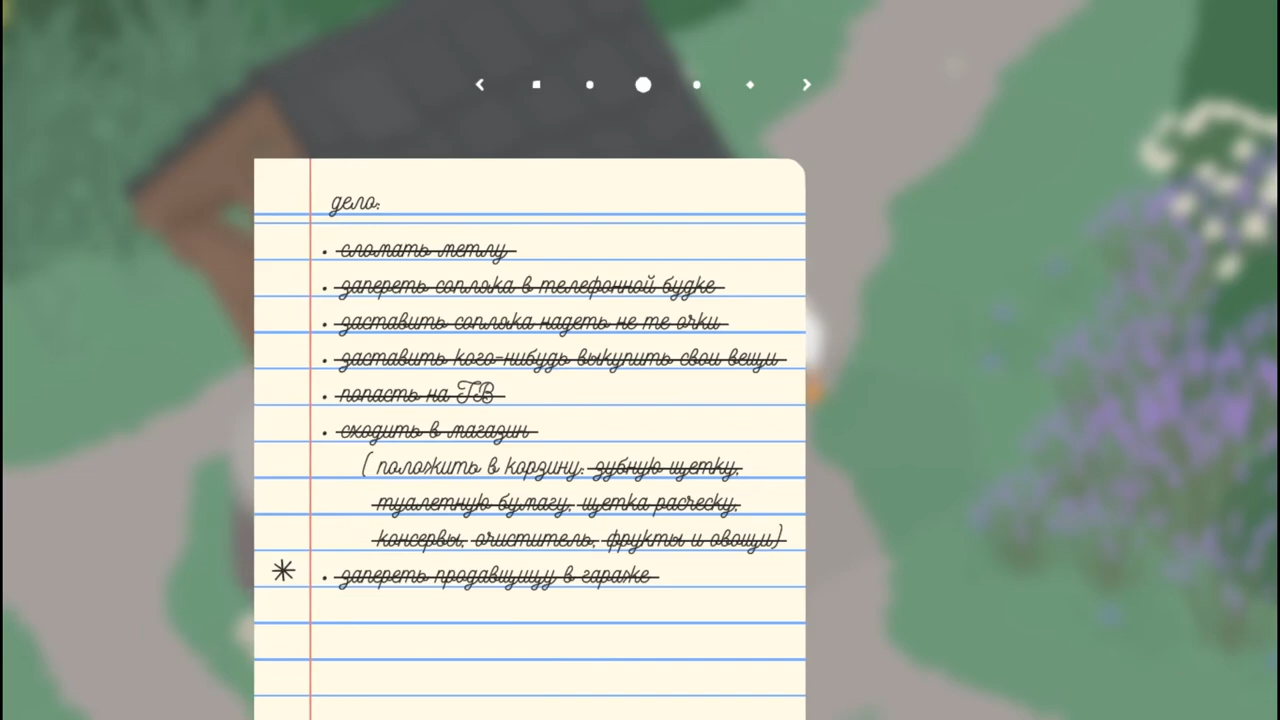 дело:
• сломать метлу
• запереть сопляка в телефонной будке
• заставить сопляка надеть не те очки
• заставить кого-нибудь выкупить свои вещи
• попасть на ТВ
• сходить в магазин
( положить в корзину: зубную щетку,
туалетную бумагу, щетка расческу,
консервы, очиститель, фрукты и овощи)
• запереть продавщицу в гараже